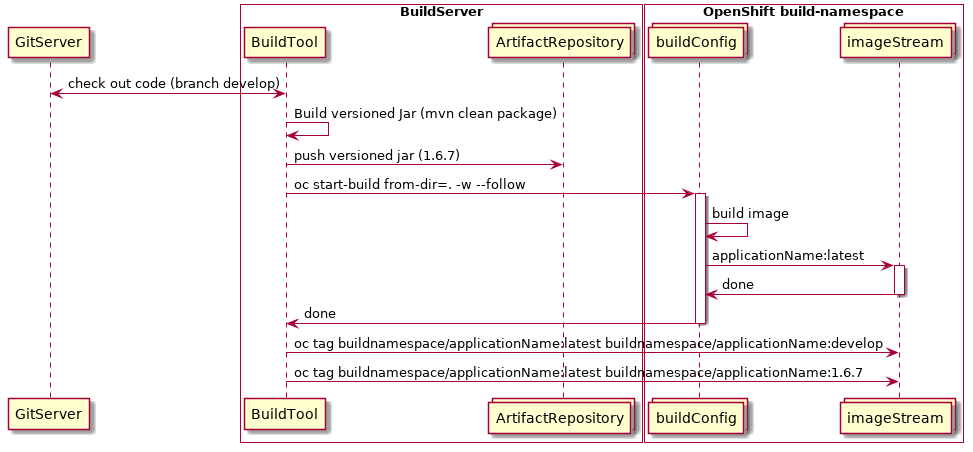 BuildServer
OpenShift build-namespace
GitServer
BuildTool
ArtifactRepository
buildConfig
imageStream
check out code (branch develop)
Build versioned Jar (mvn clean package)
push versioned jar (1.6.7)
oc start-build from-dir=. -w --follow
build image
applicationName:latest
done
done
oc tag buildnamespace/applicationName:latest buildnamespace/applicationName:develop
oc tag buildnamespace/applicationName:latest buildnamespace/applicationName:1.6.7
GitServer
BuildTool
ArtifactRepository
buildConfig
imageStream